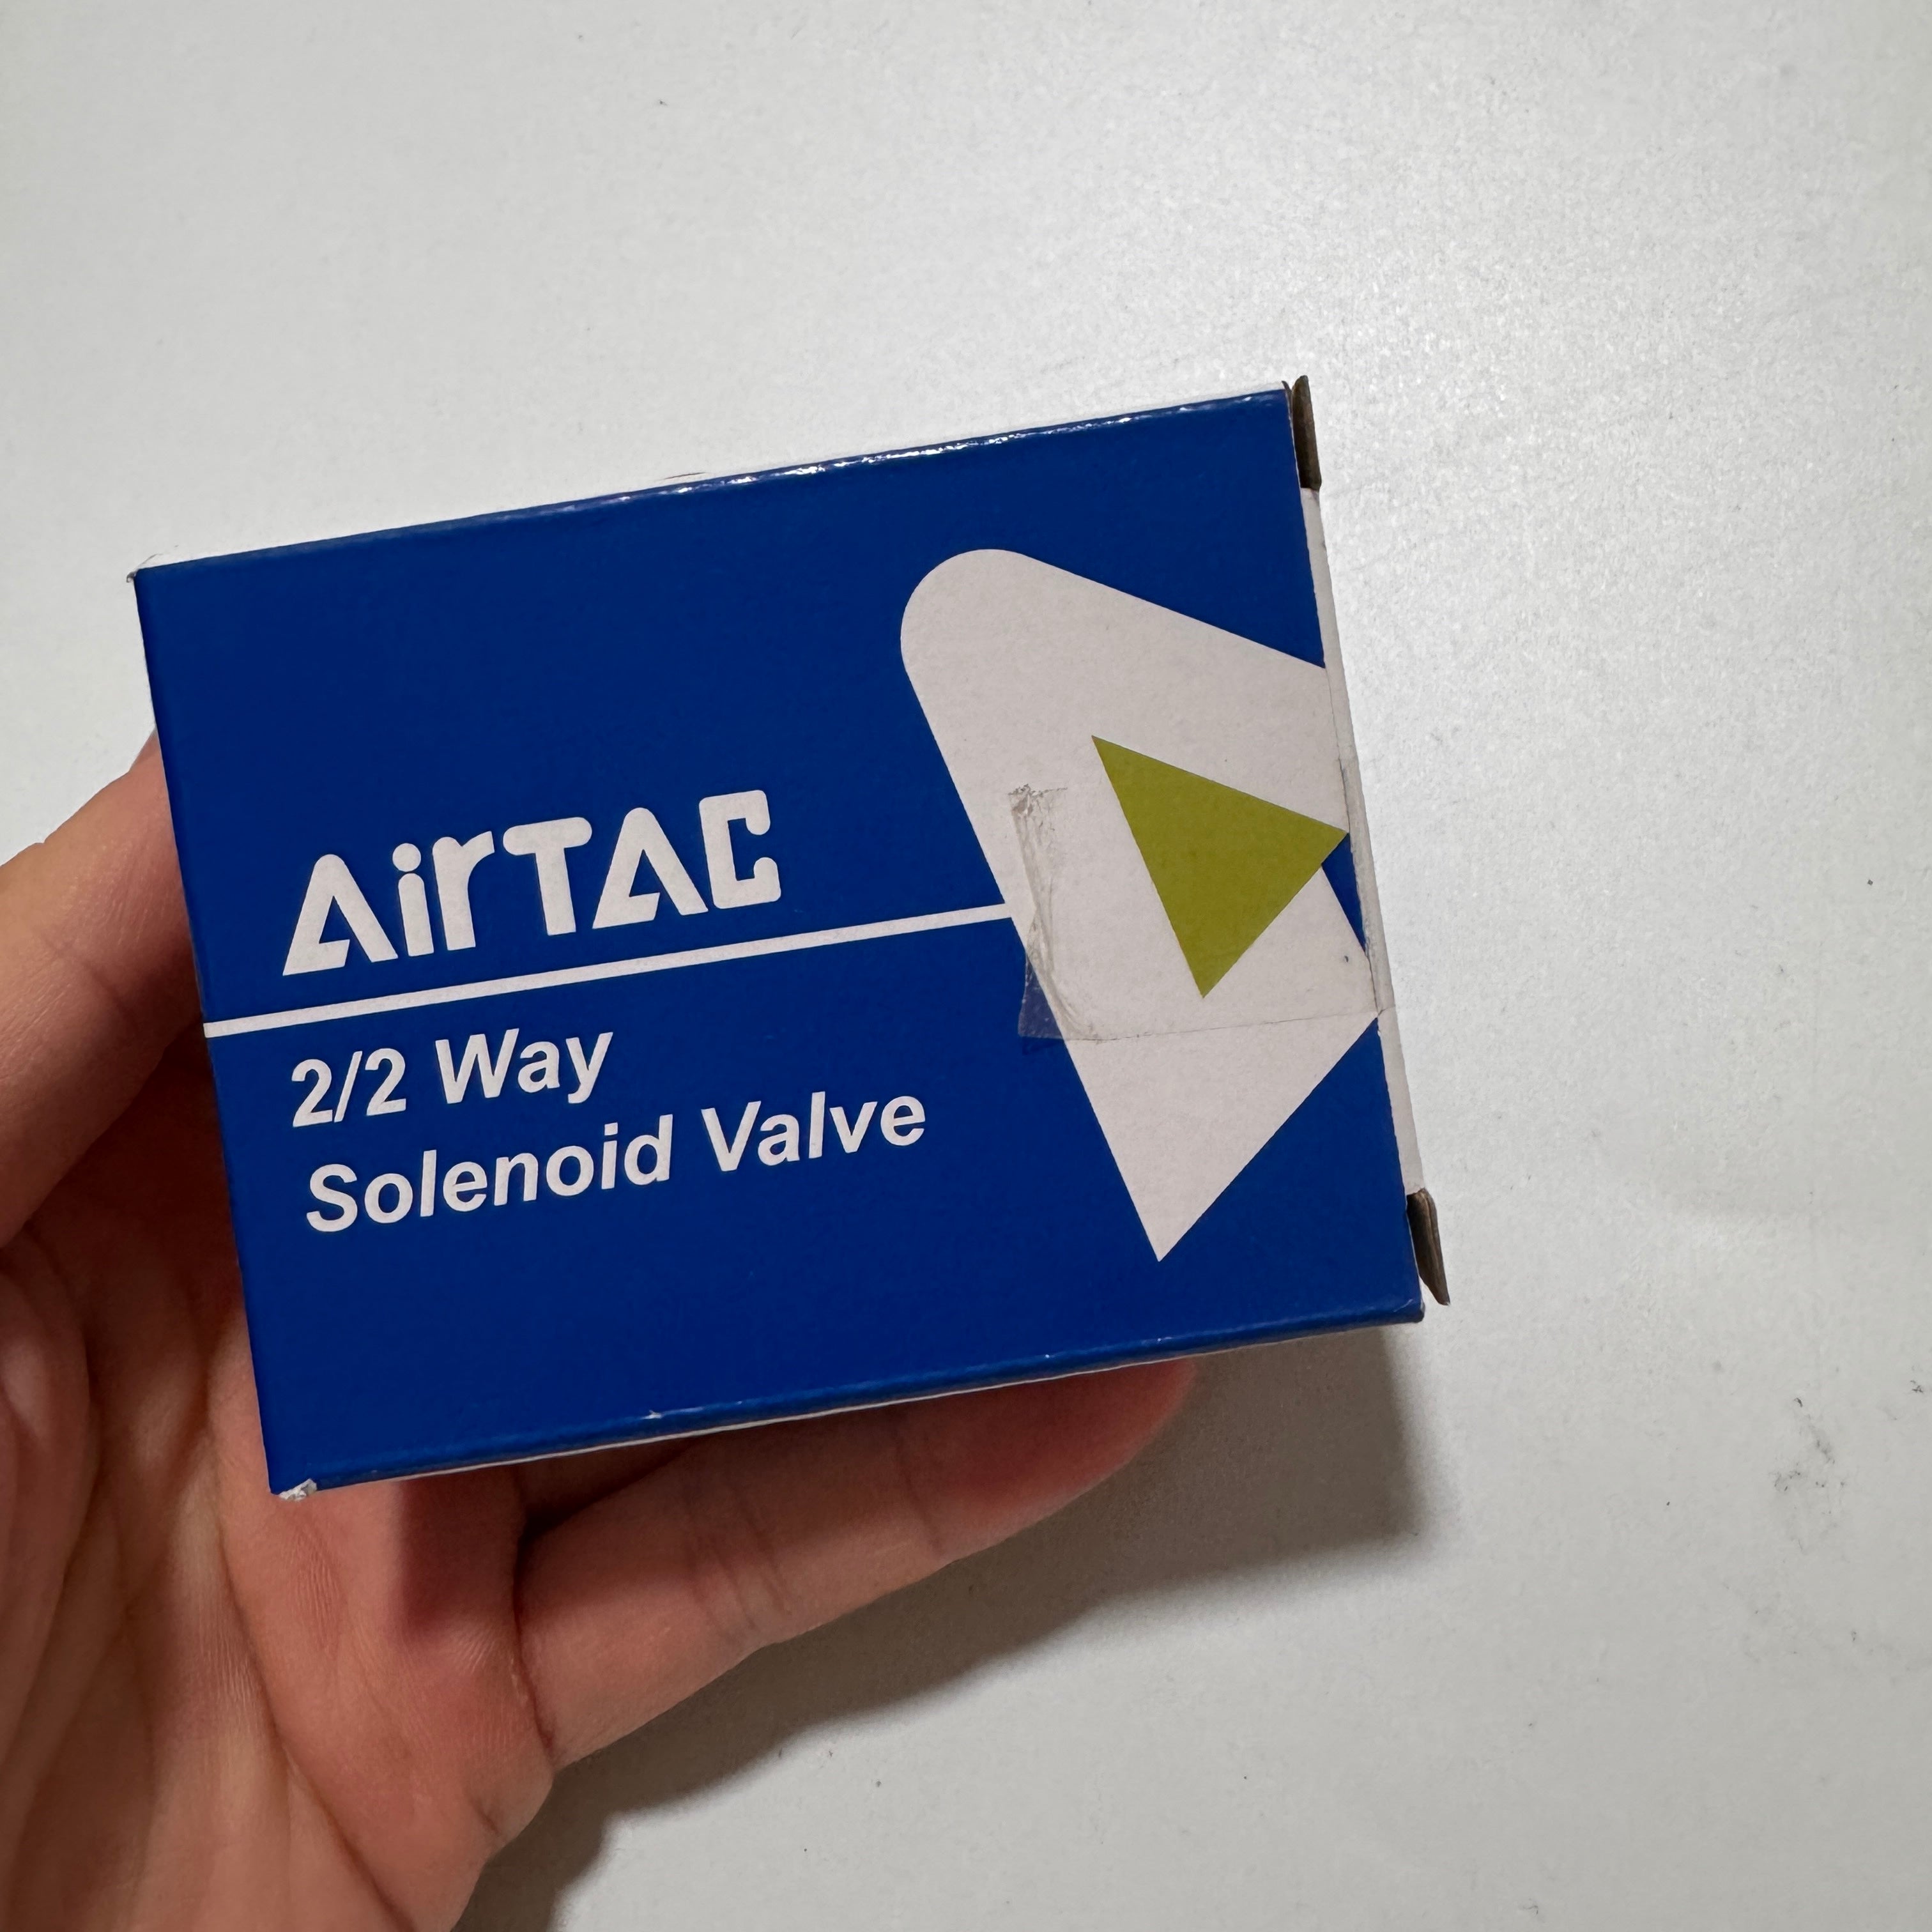 AirTAC
2/2 Way
Solenoid Valve